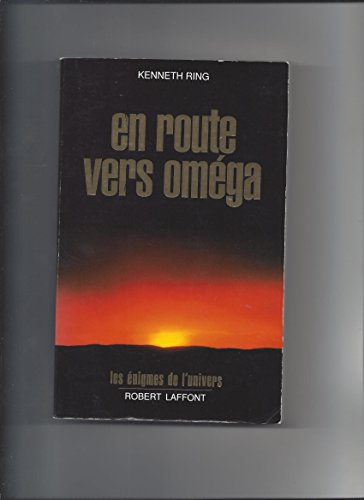 KENNETH RING
en route
vers oméga
les énigmes de l'univers
ROBERT LAFFONT